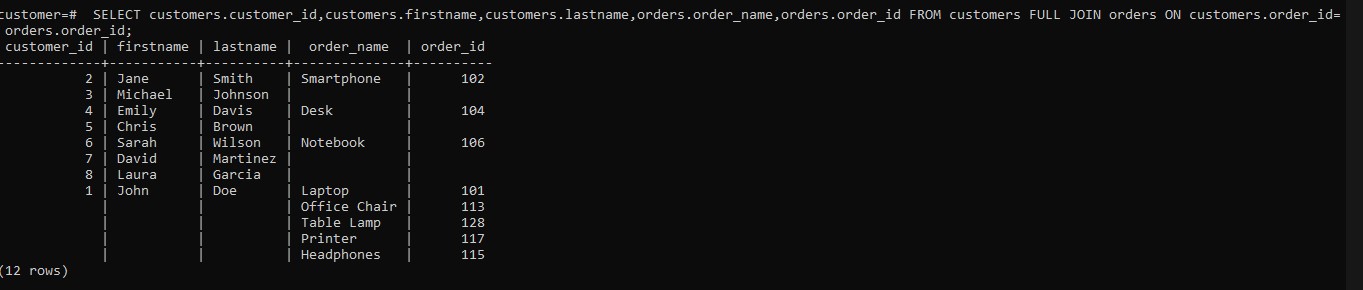 customer=#  SELECT customers.customer_id,customers.firstname,customers.lastname,orders.order_name,orders.order_id FROM customers FULL JOIN orders ON customers.order_id=
orders.order_id;
customer_id | firstname | lastname |  order_name  | order_id
-------------+-----------+----------+--------------+----------
           2 | Jane      | Smith    | Smartphone   |      102
           3 | Michael   | Johnson  |              |
           4 | Emily     | Davis    | Desk         |      104
           5 | Chris     | Brown    |              |
           6 | Sarah     | Wilson   | Notebook     |      106
           7 | David     | Martinez |              |
           8 | Laura     | Garcia   |              |
           1 | John      | Doe      | Laptop       |      101
             |           |          | Office Chair |      113
             |           |          | Table Lamp   |      128
             |           |          | Printer      |      117
             |           |          | Headphones   |      115
(12 rows)